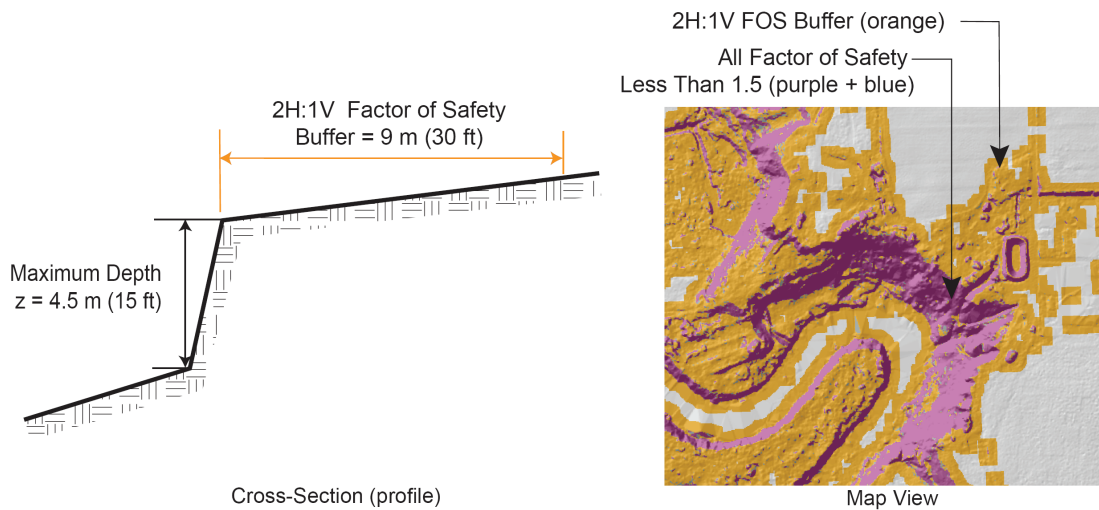 2H:1V Factor of Safety
Buffer = 9 m (30 ft)
Maximum Depth
z = 4.5 m (15 ft)
Cross-Section (profile)
2H:1V FOS Buffer (orange)
All Factor of Safety
Less Than 1.5 (purple + blue)
Map View